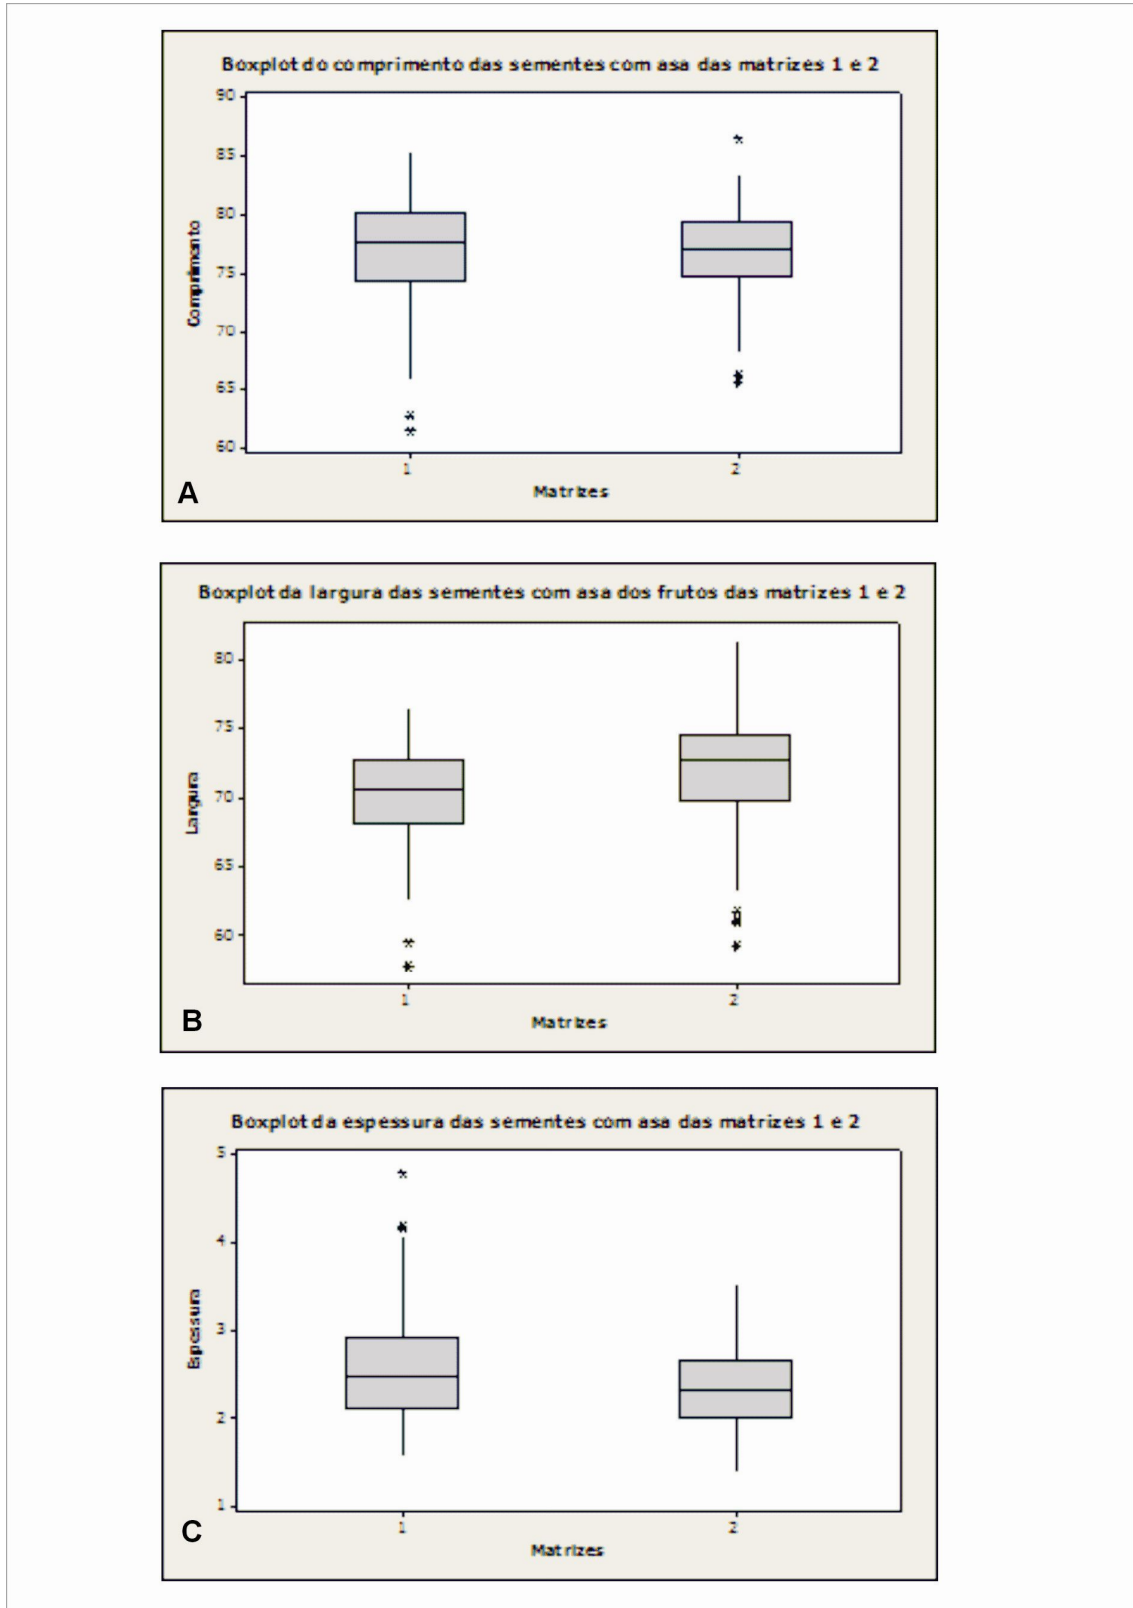 Boxplot do comprimento das sementes com asa das matrizes 1 e 2
90
85
80
75
70
65
60
Comprimento
1
2
Matrizes
A
Boxplot da largura das sementes com asa dos frutos das matrizes 1 e 2
80
75
70
65
60
Largura
1
2
Matrizes
B
Boxplot da espessura das sementes com asa das matrizes 1 e 2
5
4
3
2
1
Espessura
1
2
Matrizes
C